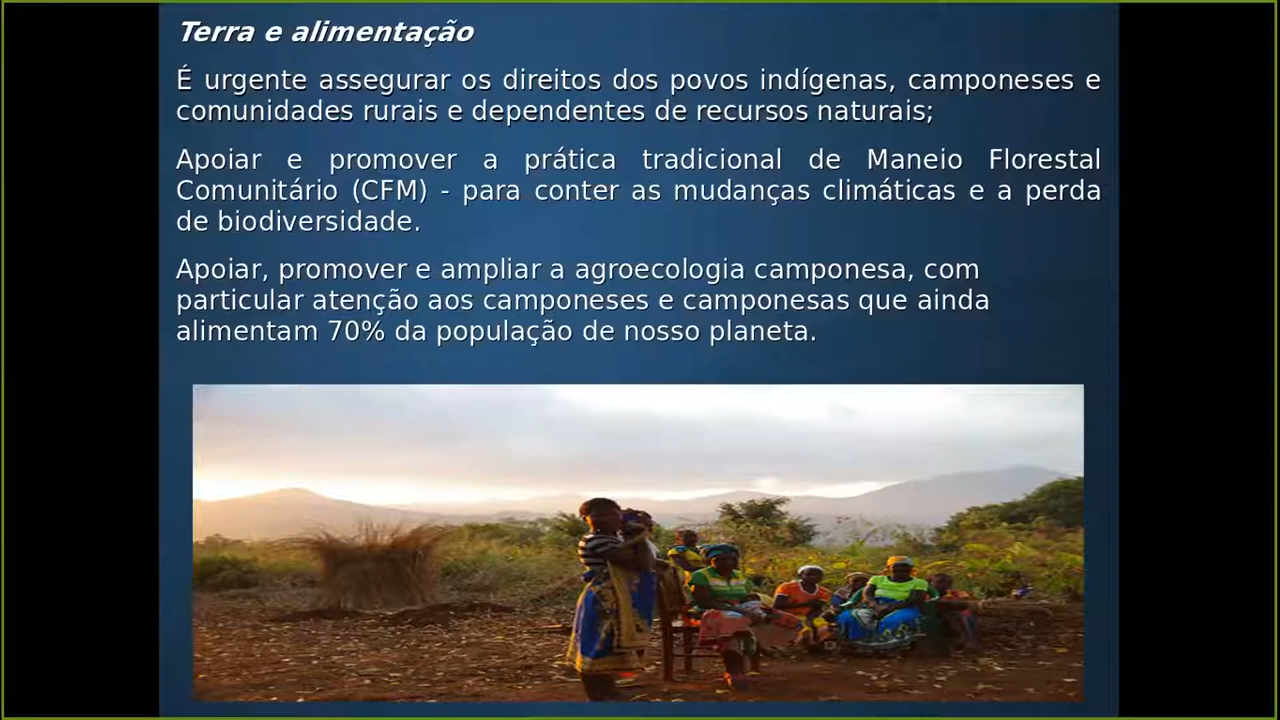 Terra e alimentação
É urgente assegurar os direitos dos povos indígenas, camponeses e
comunidades rurais e dependentes de recursos naturais;
Apoiar e promover a prática tradicional de Maneio Florestal
Comunitário (CFM) - para conter as mudanças climáticas e a perda
de biodiversidade.
Apoiar, promover e ampliar a agroecologia camponesa, com
particular atenção aos camponeses e camponesas que ainda
alimentam 70% da população de nosso planeta.